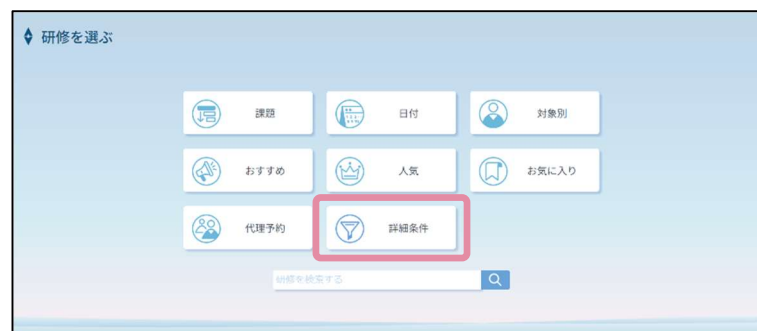 研修を選ぶ
課題
日付
対象別
おすすめ
人気
お気に入り
代理予約
詳細条件
研修を検索する